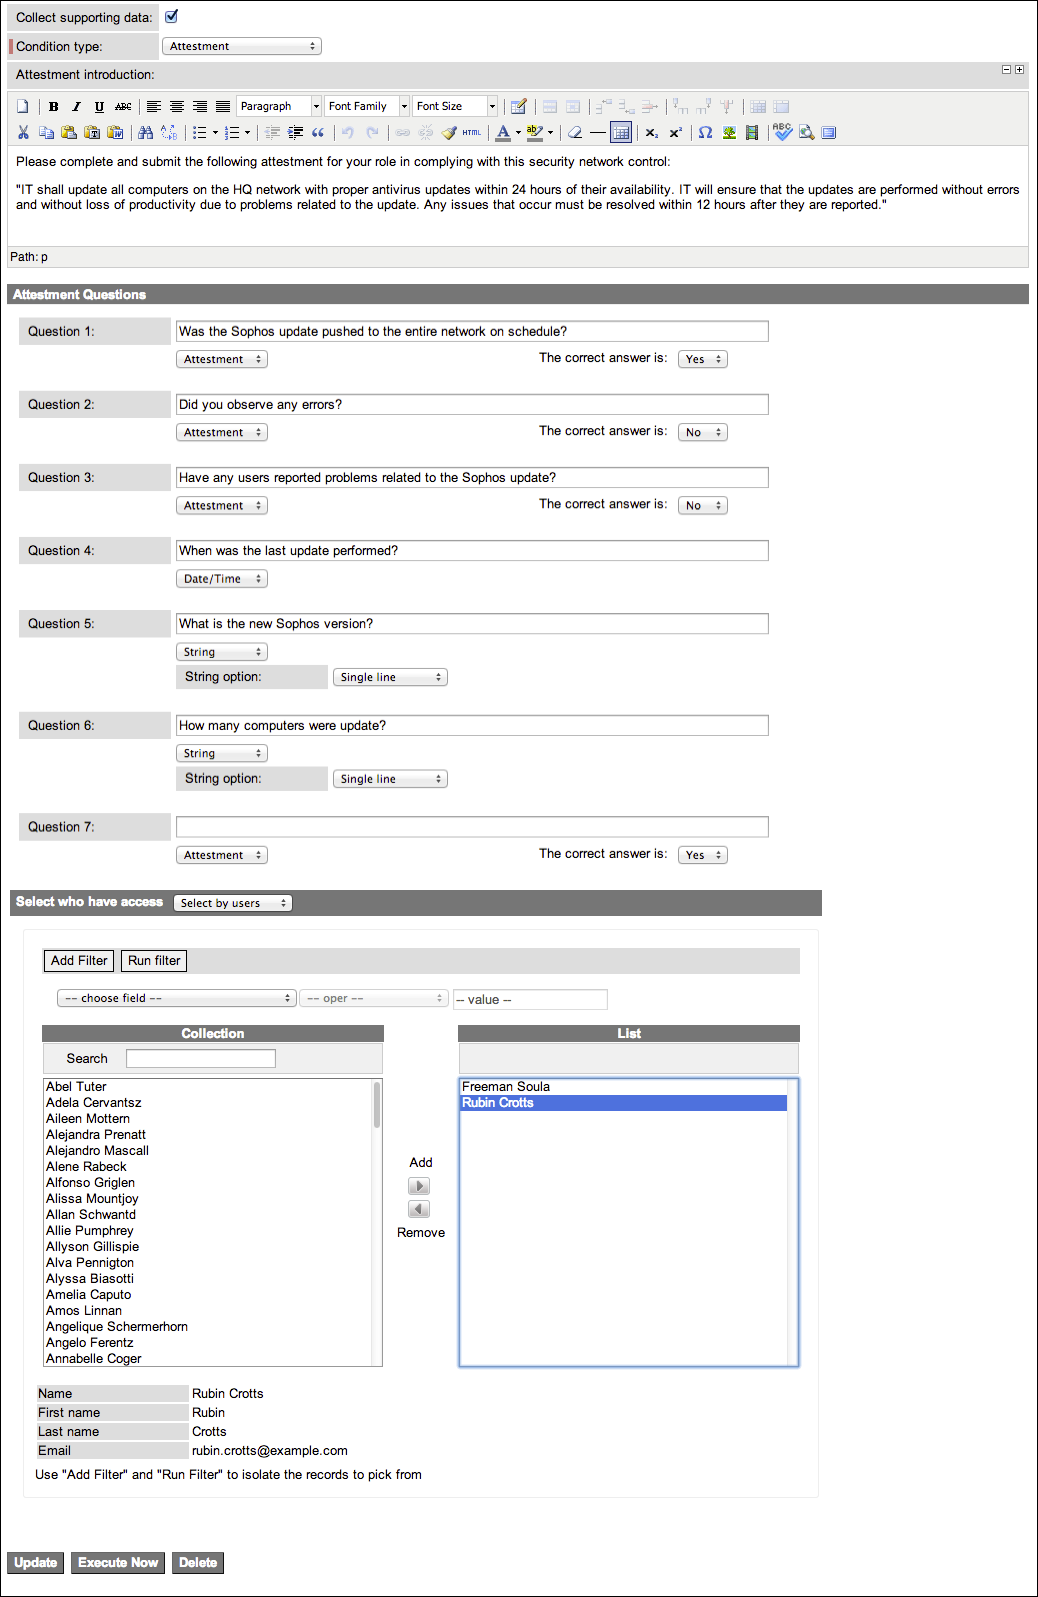 Collect supporting data:
Condition type: Attestment
Attestment introduction:
B I U ABC Paragraph Font Family Font Size
HTML A ab x₂ x² Ω ABC
Please complete and submit the following attestment for your role in complying with this security network control:
"IT shall update all computers on the HQ network with proper antivirus updates within 24 hours of their availability. IT will ensure that the updates are performed without errors
and without loss of productivity due to problems related to the update. Any issues that occur must be resolved within 12 hours after they are reported."
Path: p
Attestment Questions
Question 1: Was the Sophos update pushed to the entire network on schedule?
Attestment The correct answer is: Yes
Question 2: Did you observe any errors?
Attestment The correct answer is: No
Question 3: Have any users reported problems related to the Sophos update?
Attestment The correct answer is: No
Question 4: When was the last update performed?
Date/Time
Question 5: What is the new Sophos version?
String
String option: Single line
Question 6: How many computers were update?
String
String option: Single line
Question 7:
Attestment The correct answer is: Yes
Select who have access Select by users
Add Filter Run filter
-- choose field -- -- oper -- -- value --
Collection List
Search
Abel Tuter
Adela Cervantsz
Aileen Mottern
Alejandra Prenatt
Alejandro Mascall
Alene Rabeck
Alfonso Griglen
Alissa Mountjoy
Allan Schwantd
Allie Pumphrey
Allyson Gillispie
Alva Pennigton
Alyssa Biasotti
Amelia Caputo
Amos Linnan
Angelique Schermerhorn
Angelo Ferentz
Annabelle Coger
Add
Remove
Freeman Soula
Rubin Crotts
Name Rubin Crotts
First name Rubin
Last name Crotts
Email rubin.crotts@example.com
Use "Add Filter" and "Run Filter" to isolate the records to pick from
Update Execute Now Delete